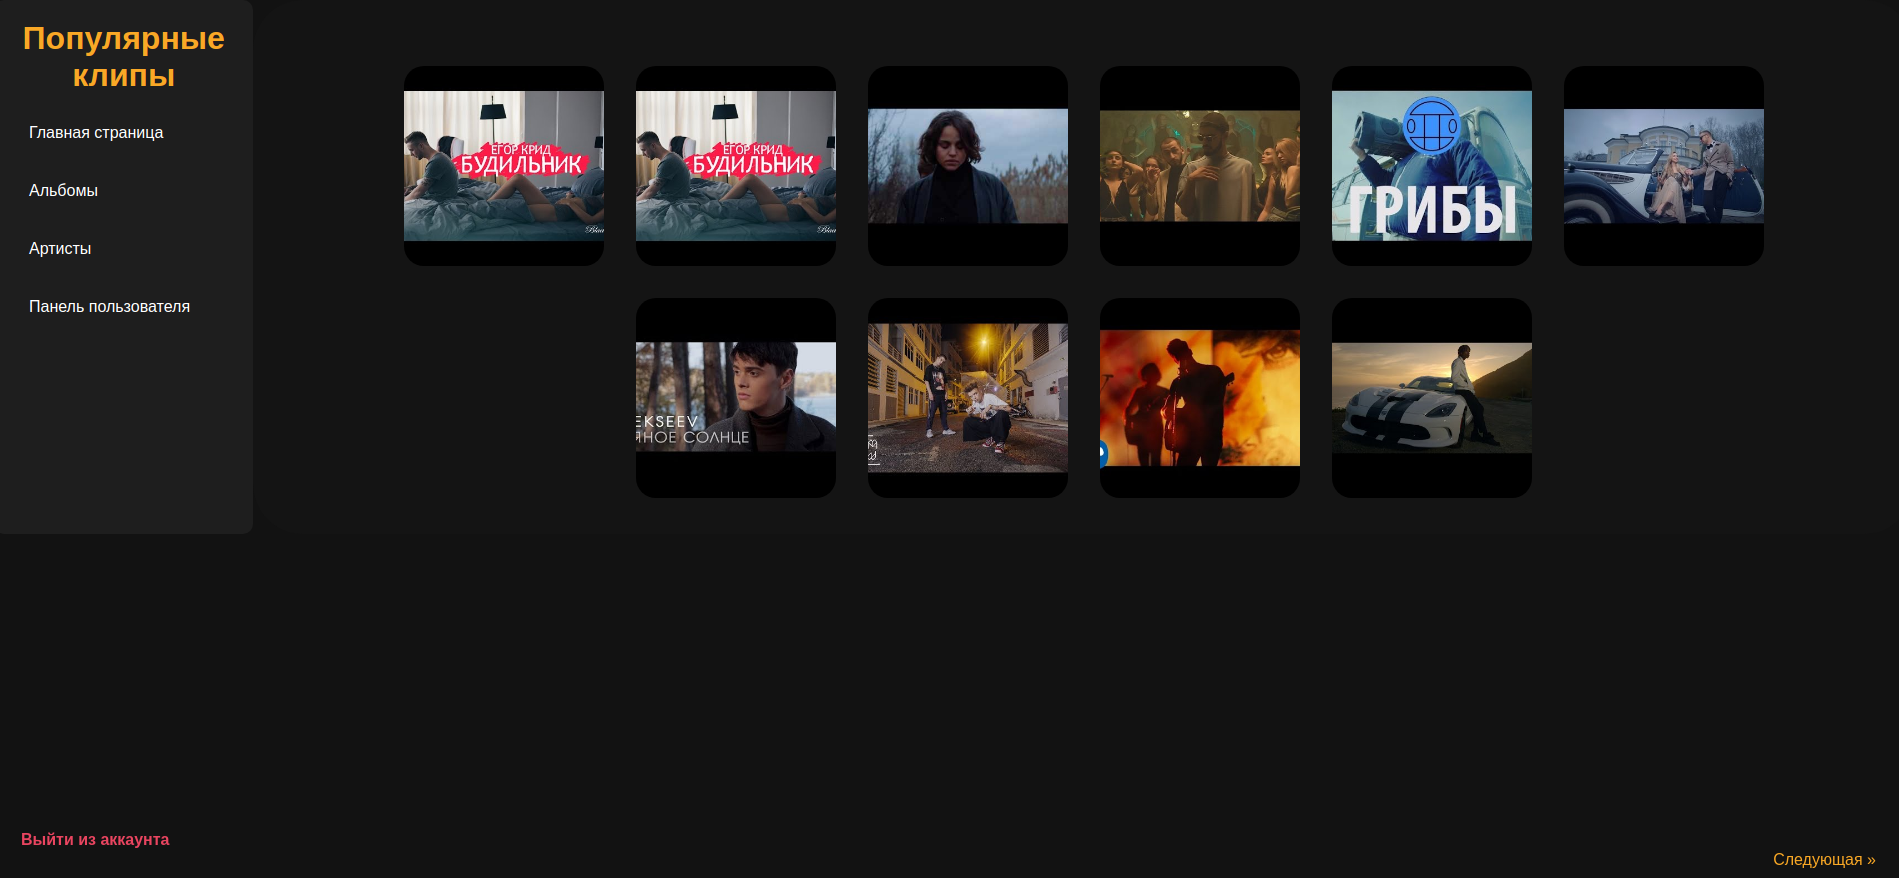 Популярные
клипы
Главная страница
Альбомы
Артисты
Панель пользователя
ЕГОР КРИД
БУДИЛЬНИК
ЕГОР КРИД
БУДИЛЬНИК
ГРИБЫ
EKSEEV
ЯНОЕ СОЛНЦЕ
Выйти из аккаунта
Следующая »